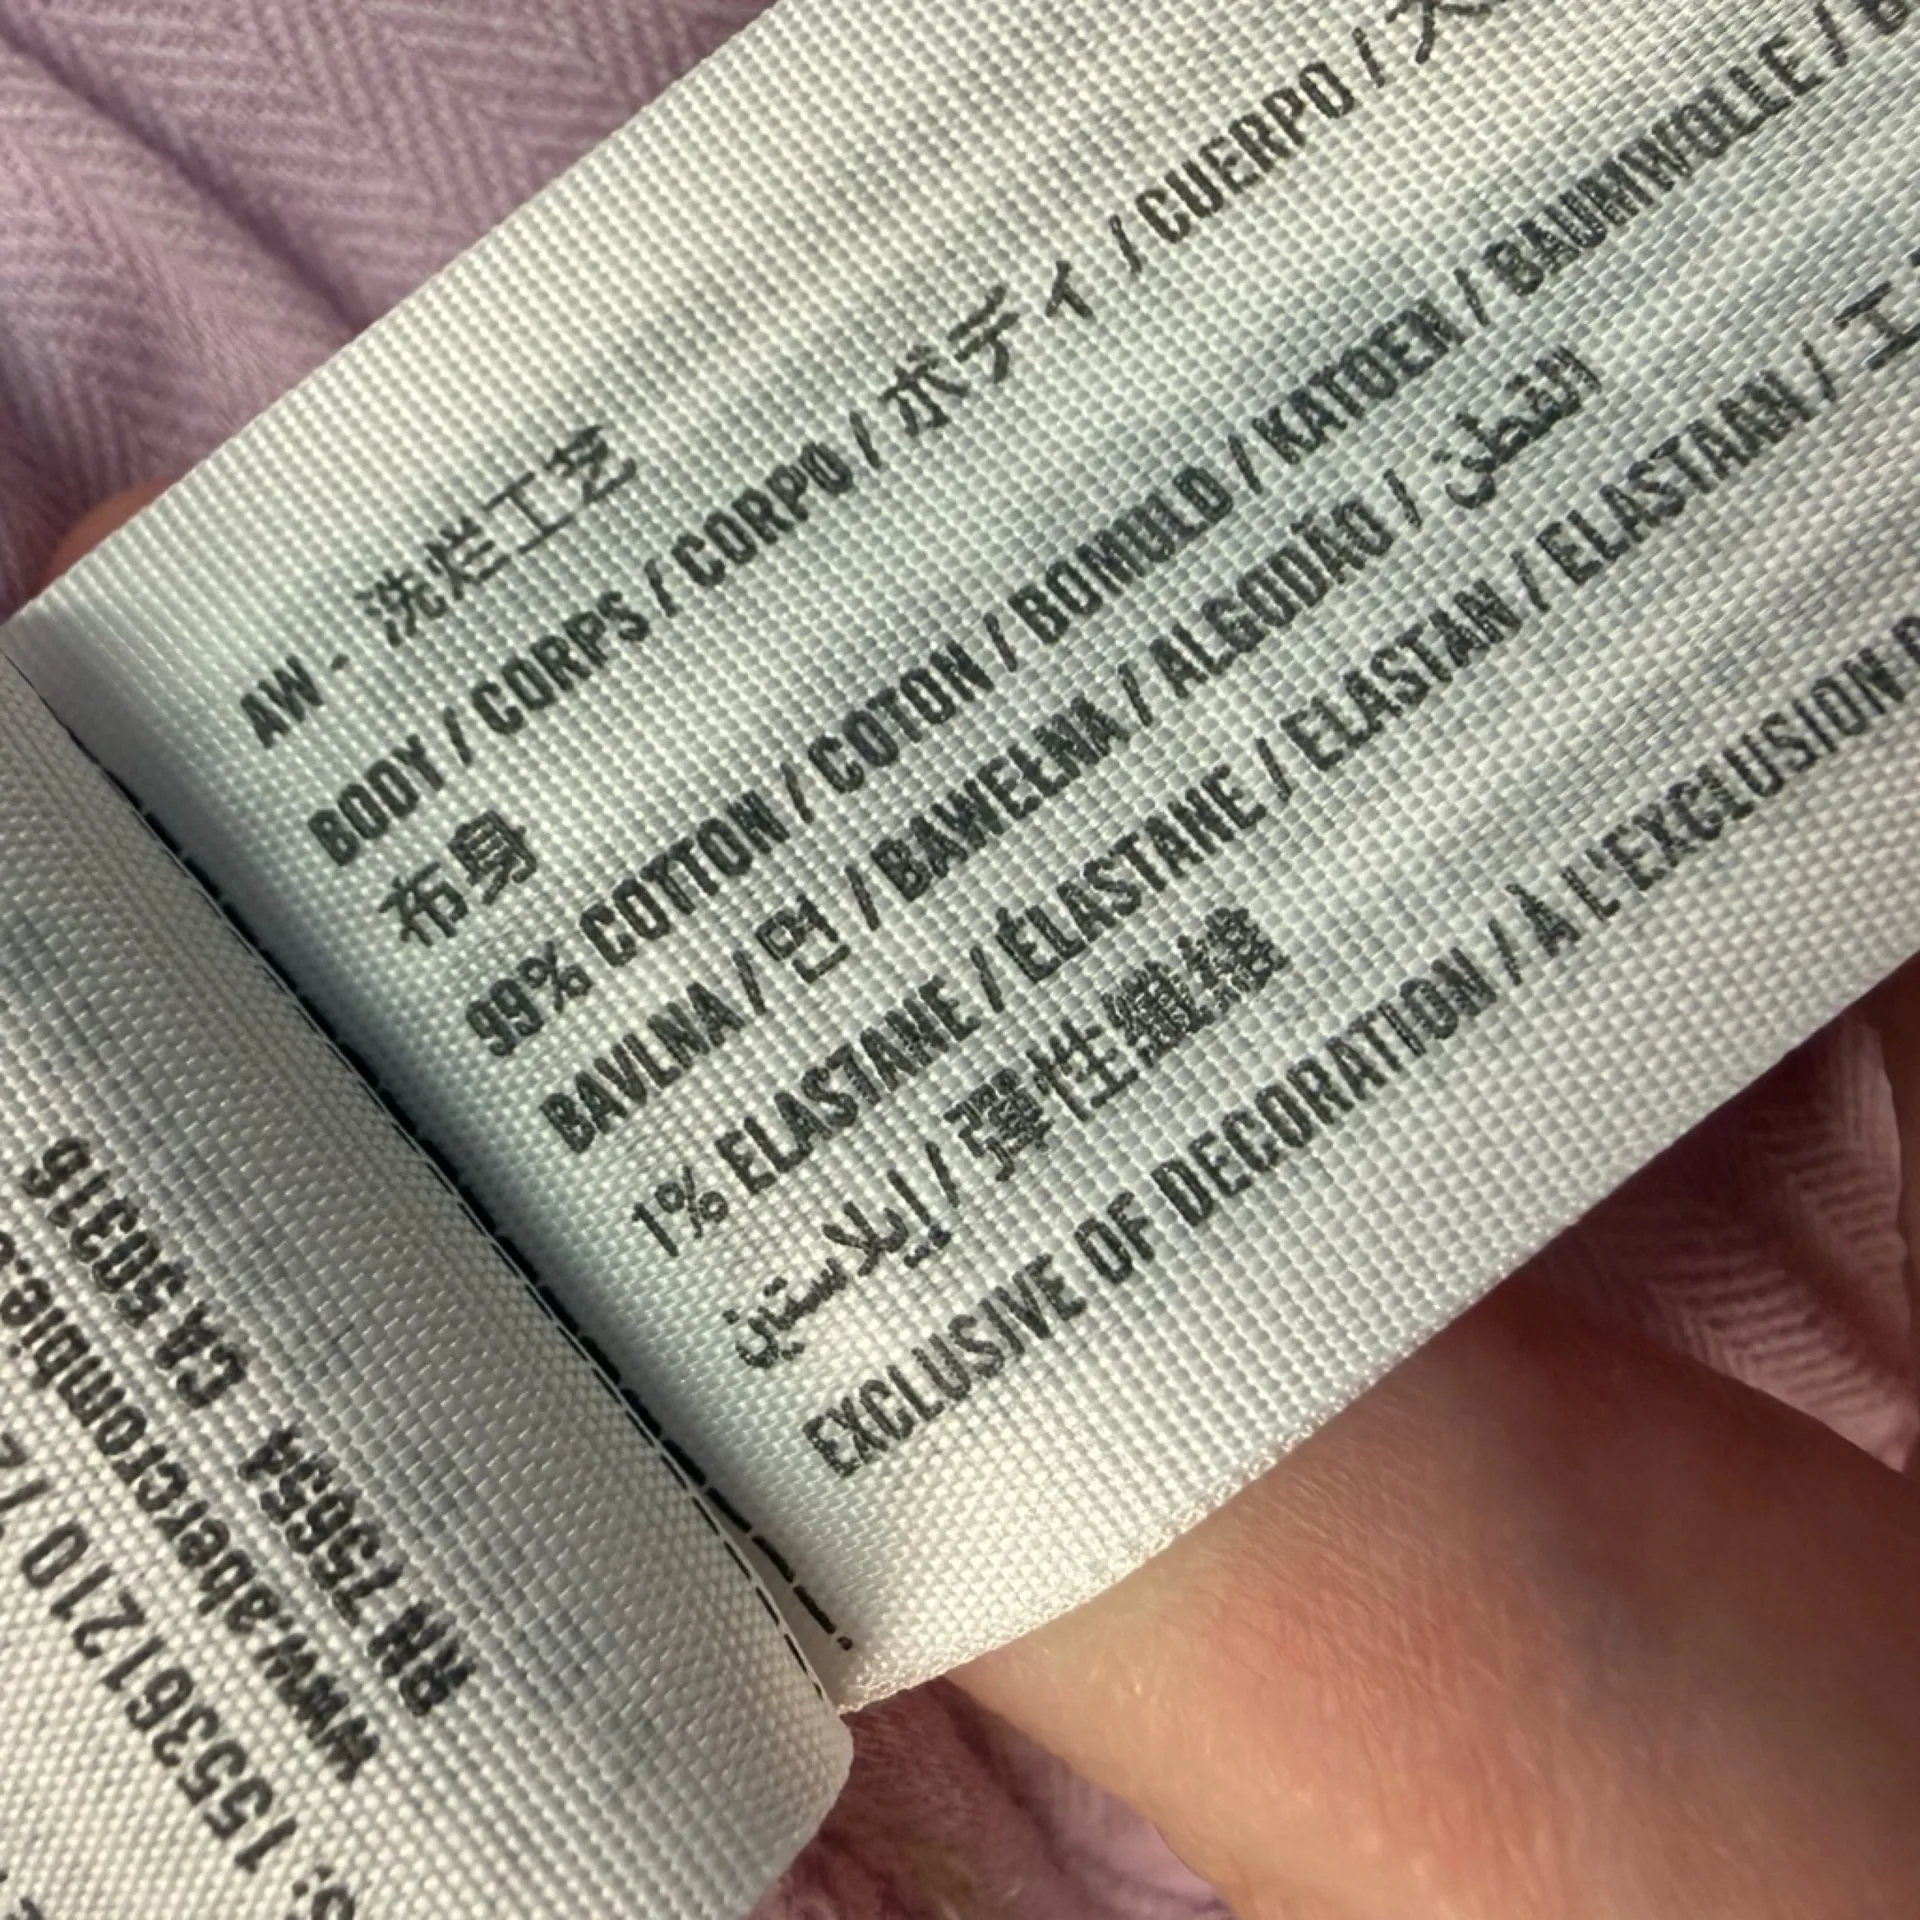 AW - 洗烂工艺
BODY / CORPS / CORPO / ボディ / CUERPO /
布身
99% COTTON / COTON / BOMULD / KATOEN / BAUMWOLLE /
BAVLNA / 면 / BAWEŁNA / ALGODÃO / القطن
1% ELASTANE / ÉLASTANE / ELASTAN / ELASTAAN /
إيلاستين / 彈性纖維
EXCLUSIVE OF DECORATION / À L'EXCLUSION
RN 75654 CA 50316
www.abercrombie.
155361210